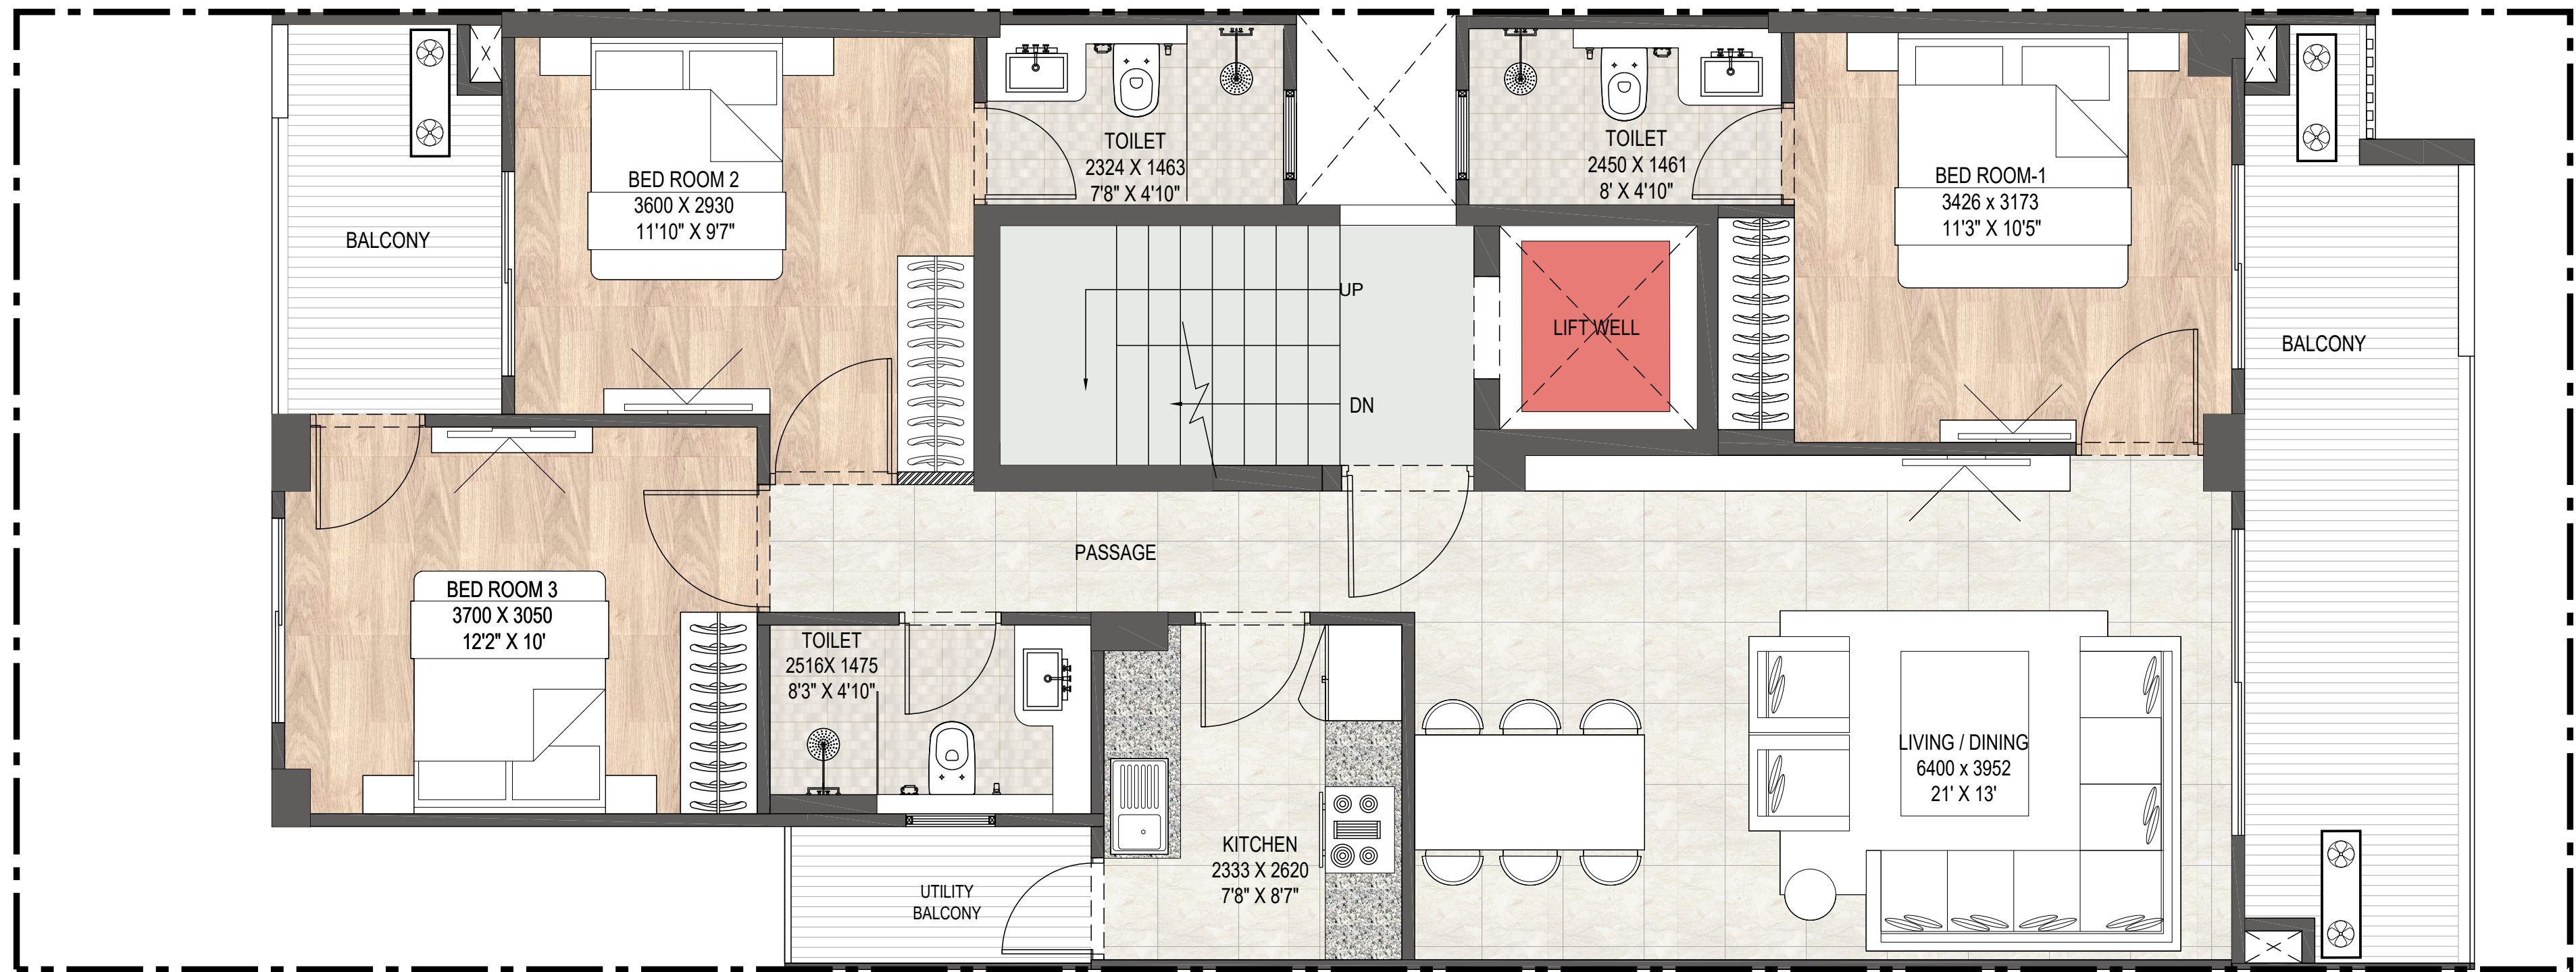 TOILET
2324 X 1463
7'8" X 4'10"
TOILET
2450 X 1461
8' X 4'10"
BED ROOM 2
3600 X 2930
11'10" X 9'7"
BED ROOM-1
3426 x 3173
11'3" X 10'5"
BALCONY
UP
LIFT WELL
BALCONY
DN
PASSAGE
BED ROOM 3
3700 X 3050
12'2" X 10'
TOILET
2516X 1475
8'3" X 4'10"
LIVING / DINING
6400 x 3952
21' X 13'
KITCHEN
2333 X 2620
7'8" X 8'7"
UTILITY
BALCONY